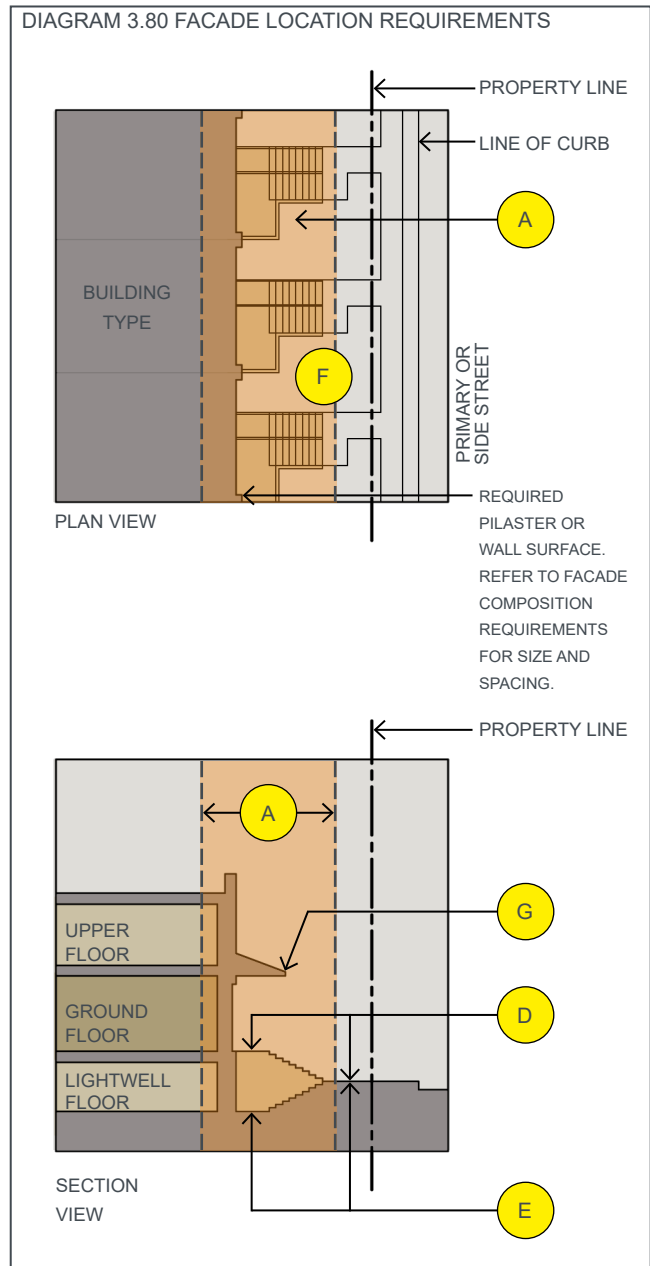 DIAGRAM 3.80 FACADE LOCATION REQUIREMENTS
PROPERTY LINE
LINE OF CURB
A
BUILDING
TYPE
F
PRIMARY OR
SIDE STREET
PLAN VIEW
REQUIRED
PILASTER OR
WALL SURFACE.
REFER TO FACADE
COMPOSITION
REQUIREMENTS
FOR SIZE AND
SPACING.
PROPERTY LINE
A
G
UPPER
FLOOR
GROUND
FLOOR
D
LIGHTWELL
FLOOR
SECTION
VIEW
E